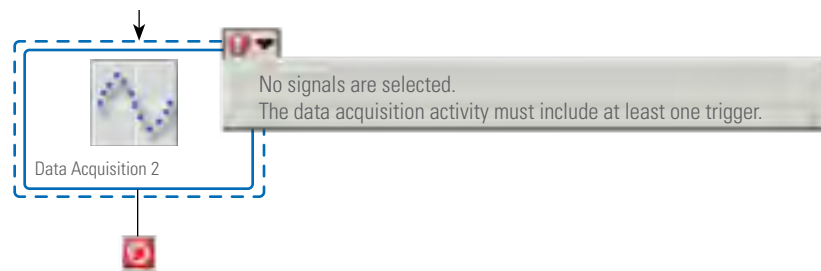 No signals are selected.
The data acquisition activity must include at least one trigger.
Data Acquisition 2